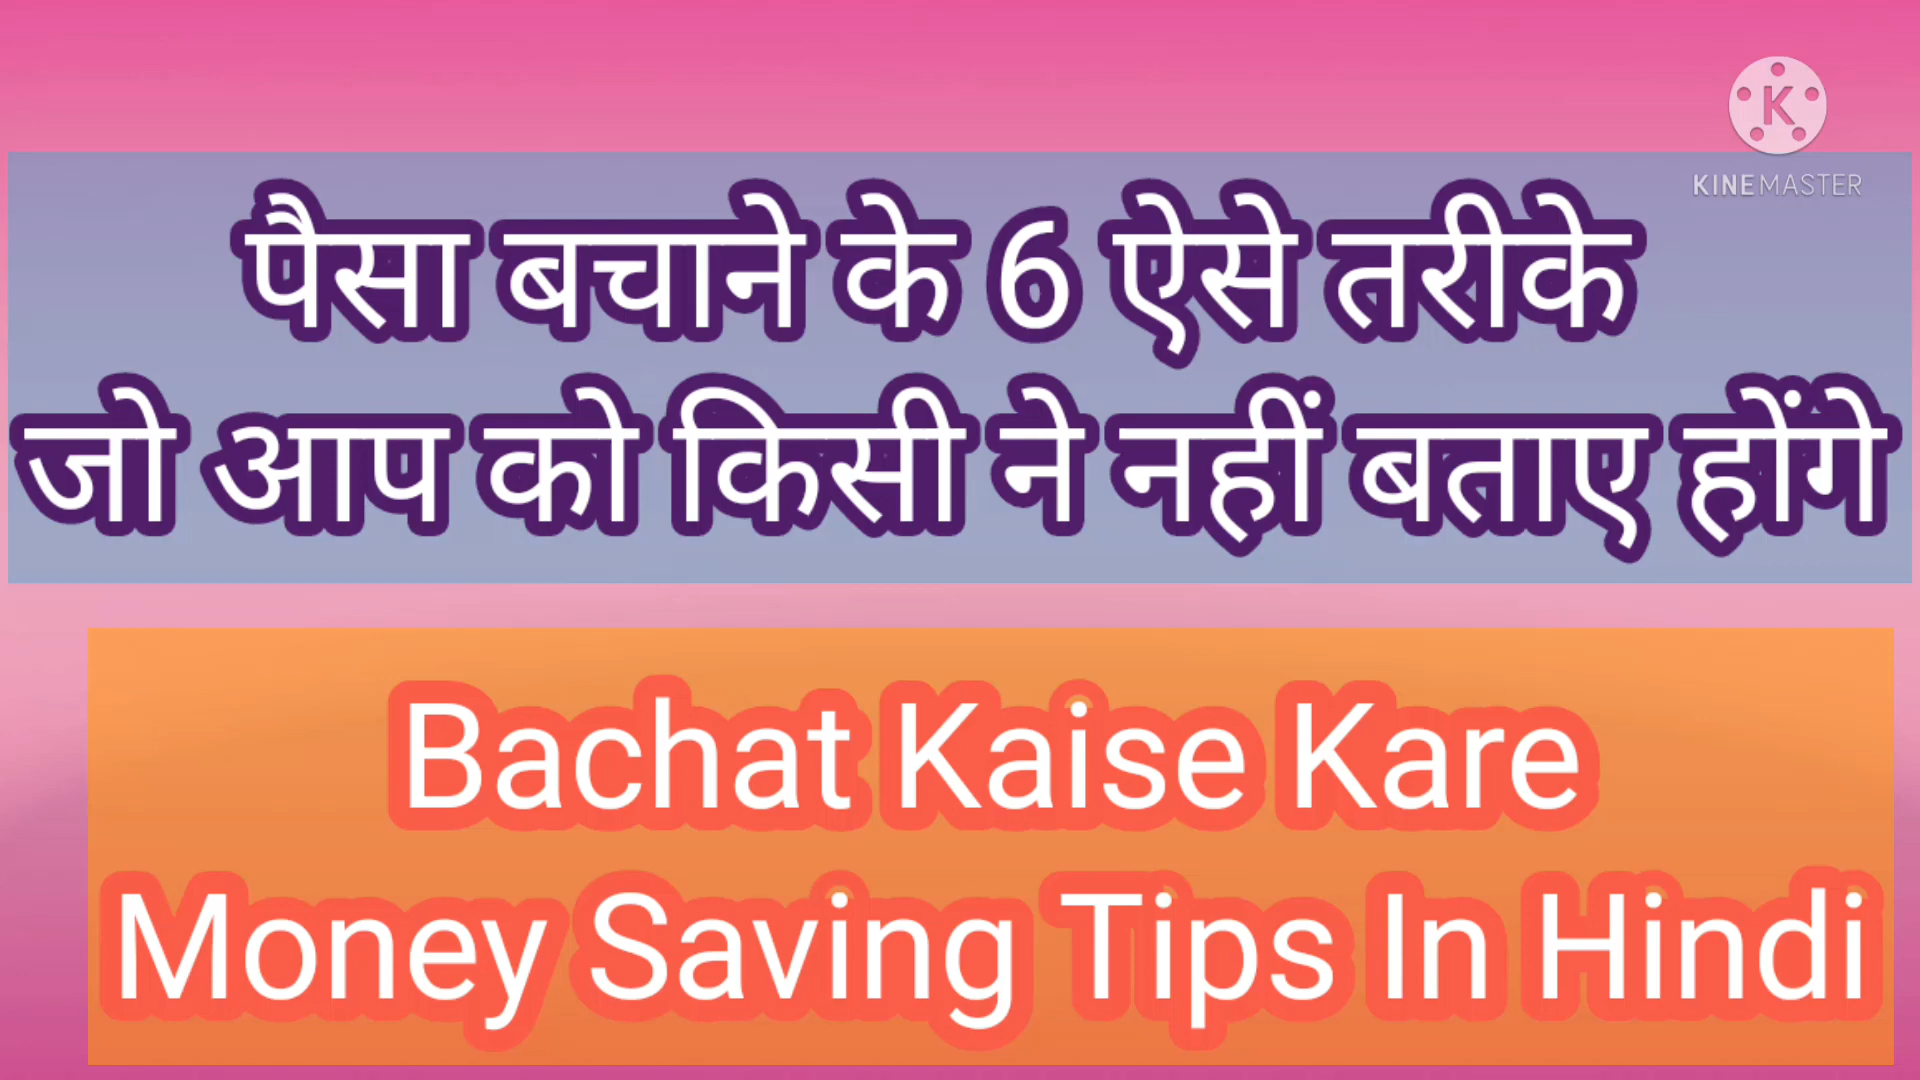 KINEMASTER
पैसा बचाने के 6 ऐसे तरीके
जो आप को किसी ने नहीं बताए होंगे
Bachat Kaise Kare
Money Saving Tips In Hindi